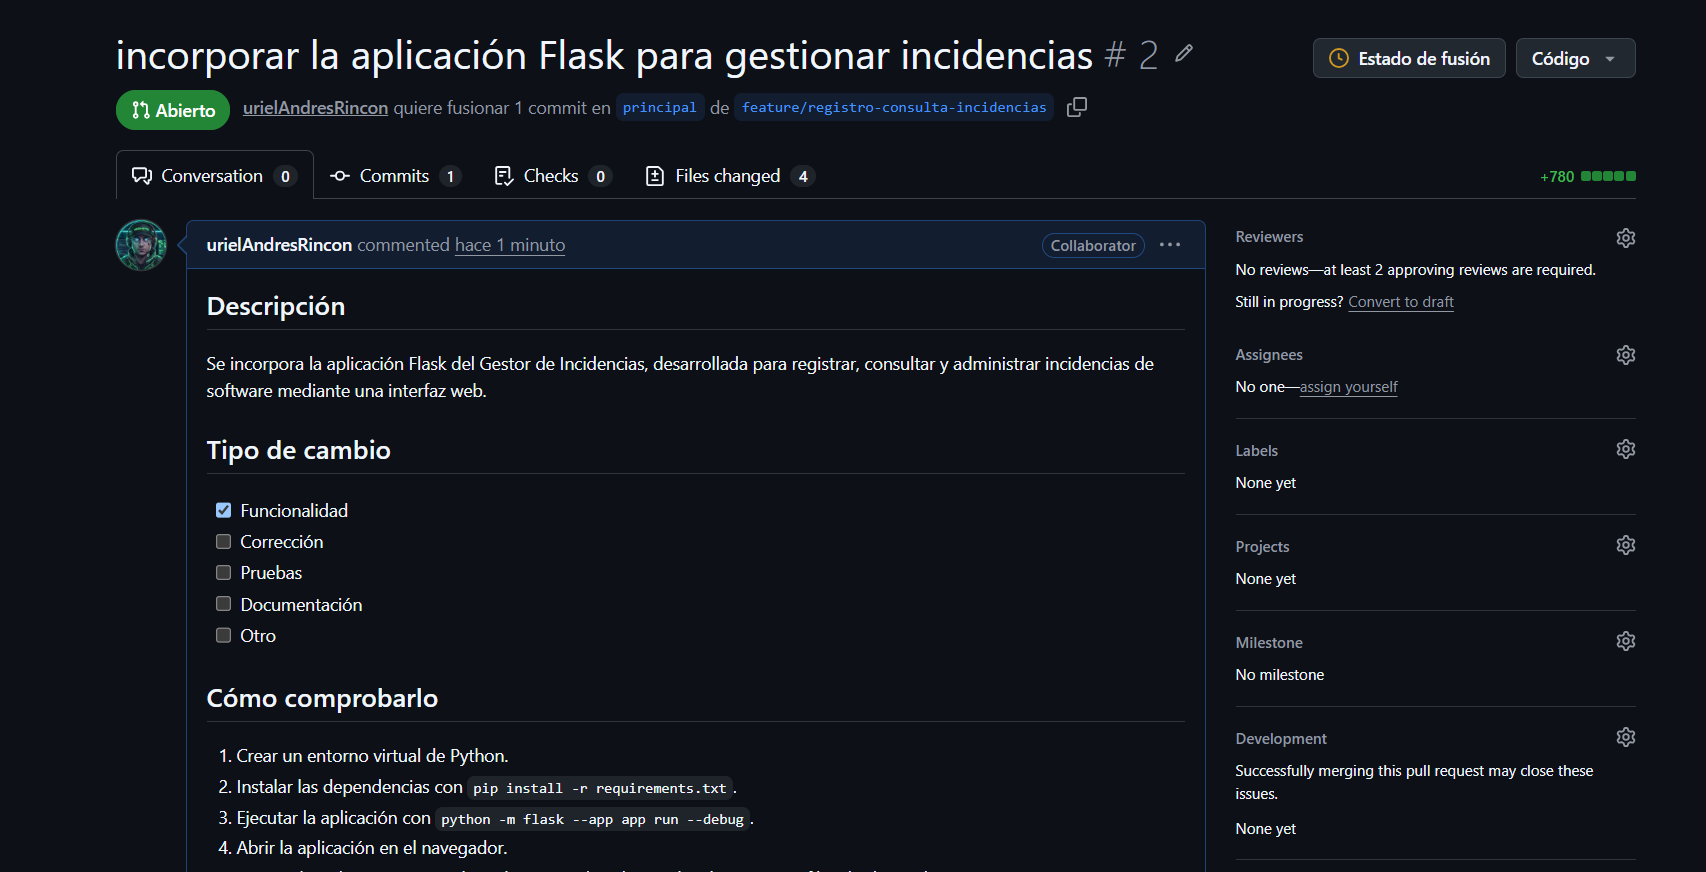 incorporar la aplicación Flask para gestionar incidencias # 2
Estado de fusión
Código
Abierto
urielAndresRincon quiere fusionar 1 commit en principal de feature/registro-consulta-incidencias
Conversation 0
Commits 1
Checks 0
Files changed 4
+780
urielAndresRincon commented hace 1 minuto
Collaborator
Descripción
Se incorpora la aplicación Flask del Gestor de Incidencias, desarrollada para registrar, consultar y administrar incidencias de
software mediante una interfaz web.
Tipo de cambio
Funcionalidad
Corrección
Pruebas
Documentación
Otro
Cómo comprobarlo
1. Crear un entorno virtual de Python.
2. Instalar las dependencias con pip install -r requirements.txt.
3. Ejecutar la aplicación con python -m flask --app app run --debug.
4. Abrir la aplicación en el navegador.
Reviewers
No reviews—at least 2 approving reviews are required.
Still in progress? Convert to draft
Assignees
No one—assign yourself
Labels
None yet
Projects
None yet
Milestone
No milestone
Development
Successfully merging this pull request may close these
issues.
None yet